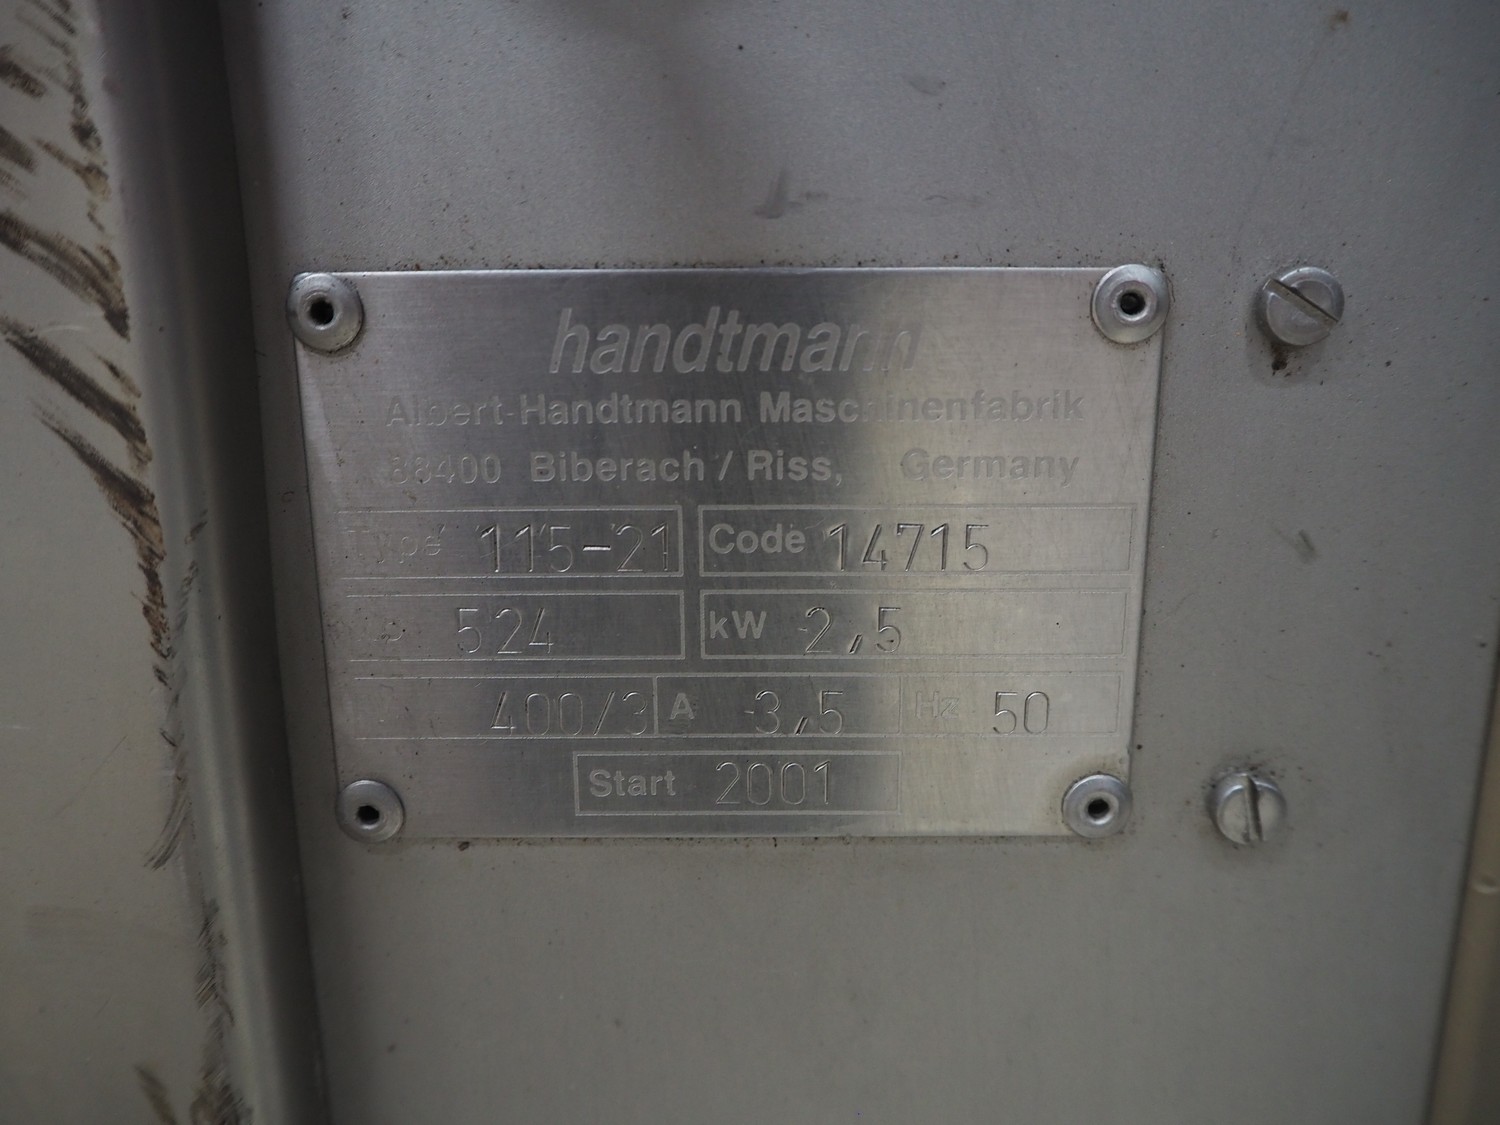 handtmann
Albert-Handtmann Maschinenfabrik
88400 Biberach / Riss, Germany
Type 115-21 Code 14715
524 kW 2,5
400/3 A 3,5 Hz 50
Start 2001